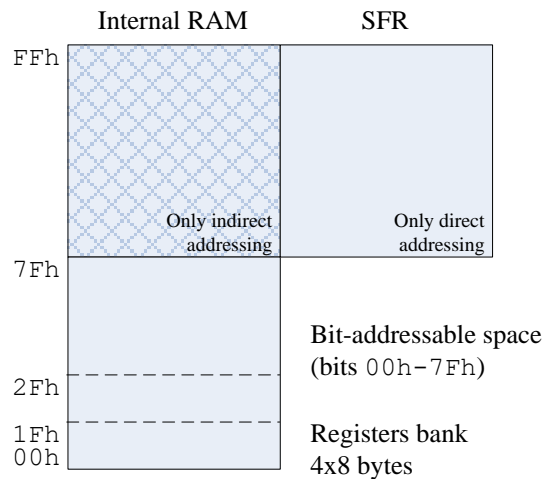 Internal RAM
SFR
FFh
Only indirect
addressing
Only direct
addressing
7Fh
Bit-addressable space
(bits 00h-7Fh)
2Fh
1Fh
00h
Registers bank
4x8 bytes